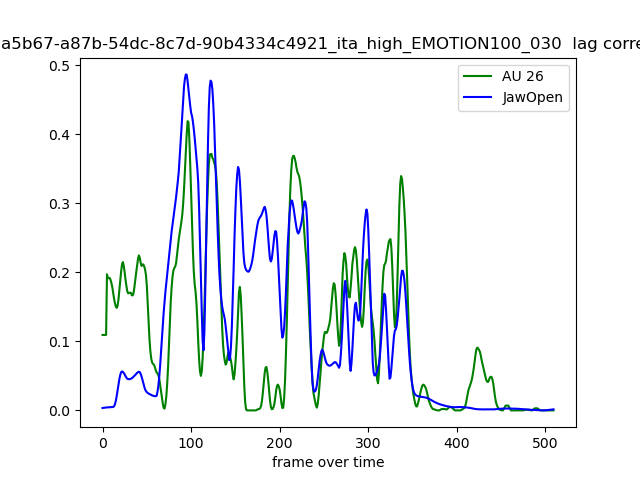 a5b67-a87b-54dc-8c7d-90b4334c4921_ita_high_EMOTION100_030 lag corre
AU 26
JawOpen
0.5
0.4
0.3
0.2
0.1
0.0
0 100 200 300 400 500
frame over time